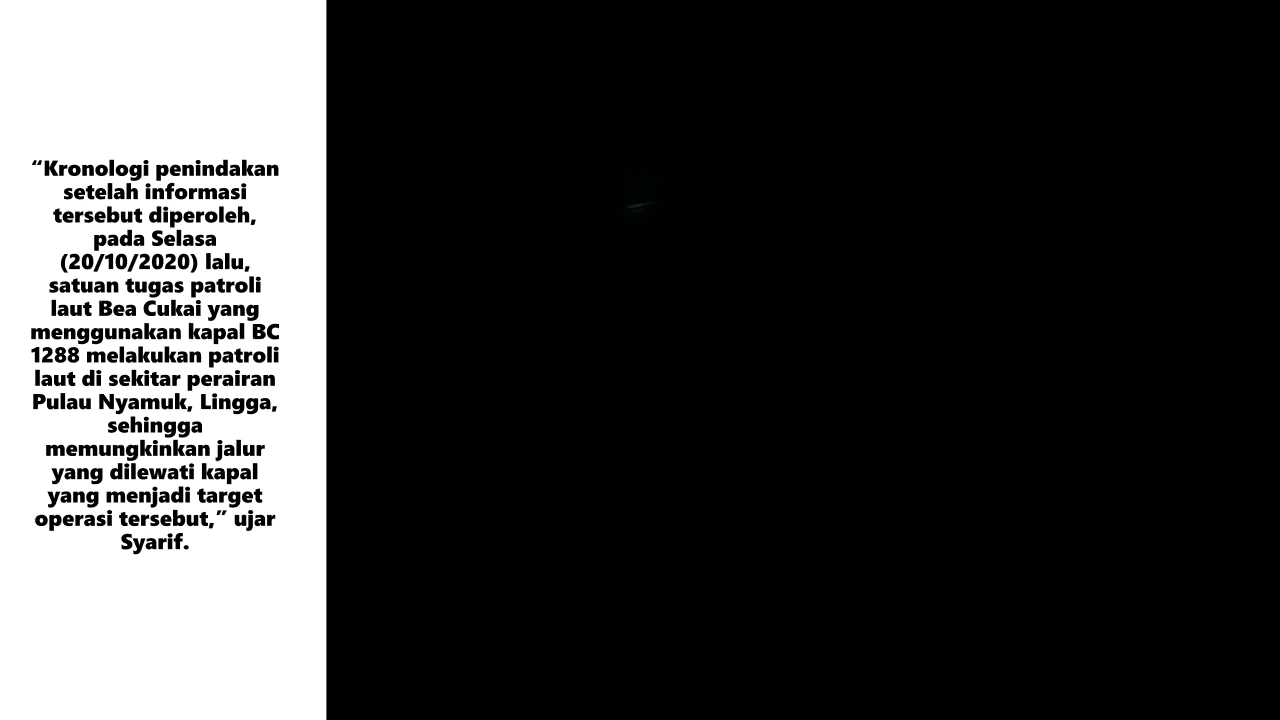 “Kronologi penindakan
setelah informasi
tersebut diperoleh,
pada Selasa
(20/10/2020) lalu,
satuan tugas patroli
laut Bea Cukai yang
menggunakan kapal BC
1288 melakukan patroli
laut di sekitar perairan
Pulau Nyamuk, Lingga,
sehingga
memungkinkan jalur
yang dilewati kapal
yang menjadi target
operasi tersebut,” ujar
Syarif.